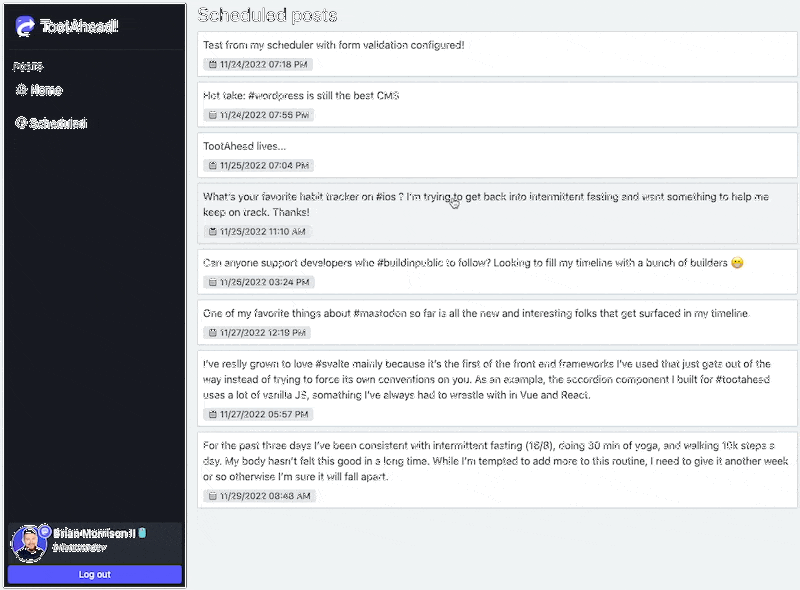 TootAhead!
Posts
Home
Scheduled
Brian Morrison II
Log out
Scheduled posts
Test from my scheduler with form validation configured!
11/24/2022 07:18 PM
Hot take: #wordpress is still the best CMS
11/24/2022 07:55 PM
TootAhead lives...
11/25/2022 07:04 PM
What's your favorite habit tracker on #ios ? I'm trying to get back into intermittent fasting and want something to help me
keep on track. Thanks!
11/25/2022 11:10 AM
Can anyone support developers who #buildinpublic to follow? Looking to fill my timeline with a bunch of builders 😁
11/26/2022 03:24 PM
One of my favorite things about #mastodon so far is all the new and interesting folks that get surfaced in my timeline.
11/27/2022 12:19 PM
I've really grown to love #svelte mainly because it's the first of the front end frameworks I've used that just gets out of the
way instead of trying to force its own conventions on you. As an example, the accordion component I built for #tootahead
uses a lot of vanilla JS, something I've always had to wrestle with in Vue and React.
11/27/2022 05:57 PM
For the past three days I've been consistent with intermittent fasting (16/8), doing 30 min of yoga, and walking 10k steps a
day. My body hasn't felt this good in a long time. While I'm tempted to add more to this routine, I need to give it another week
or so otherwise I'm sure it will fall apart.
11/29/2022 08:48 AM